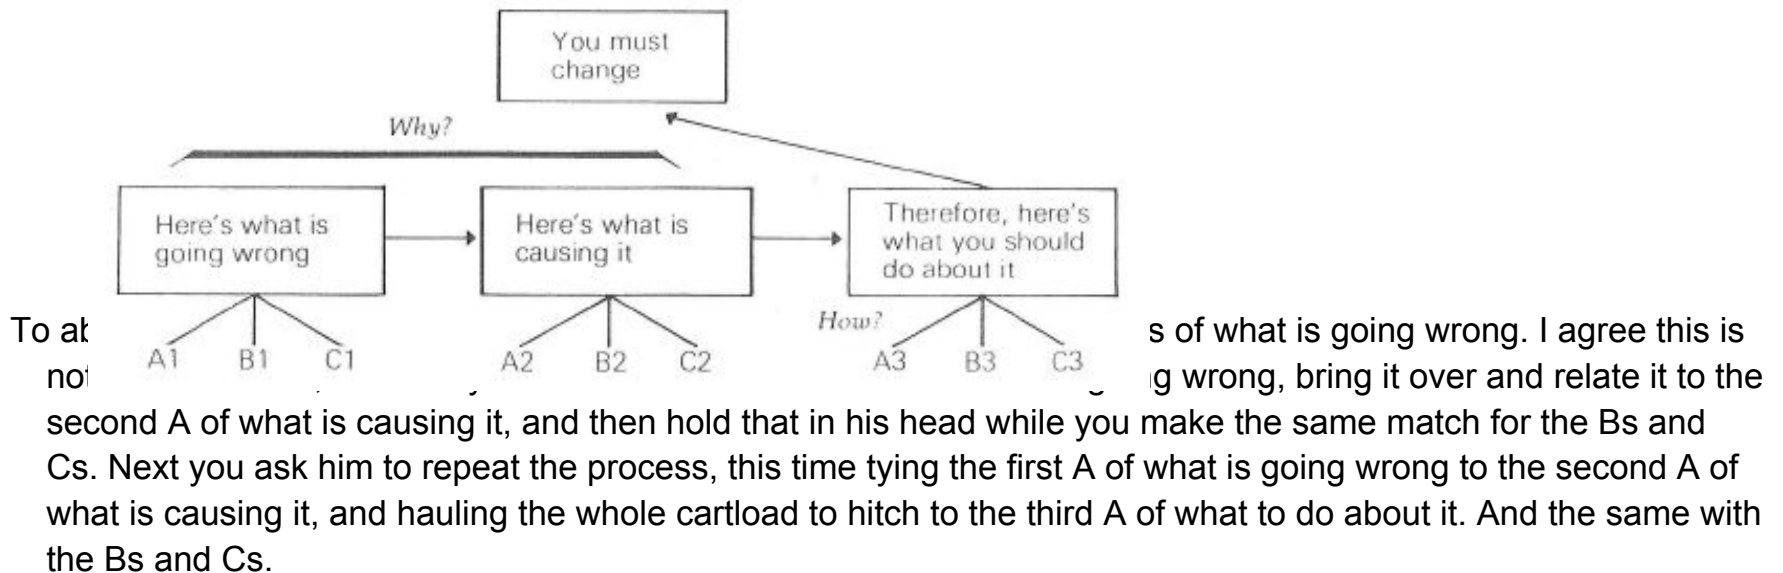 You must
change
Why?
Here's what is
going wrong
Here's what is
causing it
Therefore, here's
what you should
do about it
How?
A1 B1 C1 A2 B2 C2 A3 B3 C3
To s of what is going wrong. I agree this is
wrong, bring it over and relate it to the
second A of what is causing it, and then hold that in his head while you make the same match for the Bs and
Cs. Next you ask him to repeat the process, this time tying the first A of what is going wrong to the second A of
what is causing it, and hauling the whole cartload to hitch to the third A of what to do about it. And the same with
the Bs and Cs.